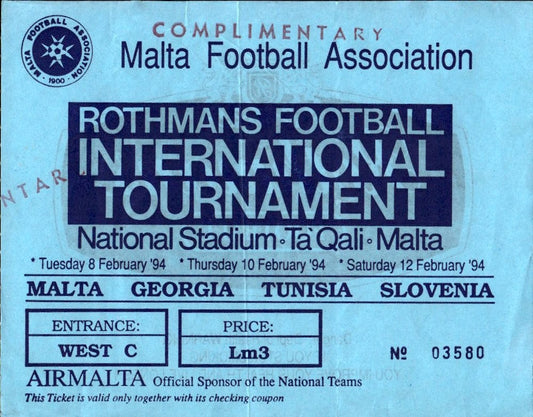 COMPLIMENTARY
MALTA FOOTBALL ASSOCIATION
• 1900 •
Malta Football Association
ROTHMANS FOOTBALL
INTERNATIONAL
TOURNAMENT
NTAR
National Stadium • Ta' Qali • Malta
* Tuesday 8 February '94 * Thursday 10 February '94 * Saturday 12 February '94
MALTA GEORGIA TUNISIA SLOVENIA
ENTRANCE:
WEST C
PRICE:
Lm3
Nº 03580
AIRMALTA Official Sponsor of the National Teams
This Ticket is valid only together with its checking coupon